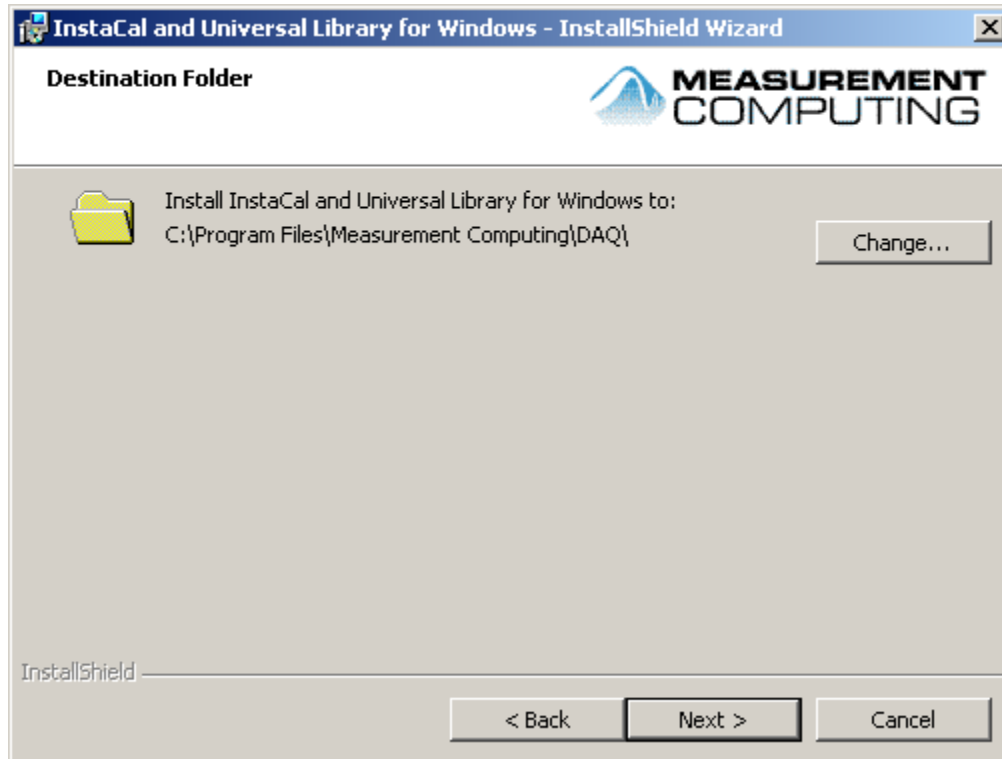 InstaCal and Universal Library for Windows - InstallShield Wizard
Destination Folder
MEASUREMENT
COMPUTING
Install InstaCal and Universal Library for Windows to:
C:\Program Files\Measurement Computing\DAQ\
Change...
InstallShield
< Back
Next >
Cancel